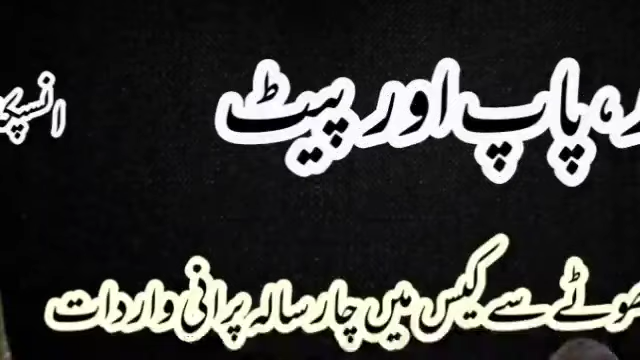 پاپ اور پیٹ
سے کیس میں چار سالہ پرانی واردات